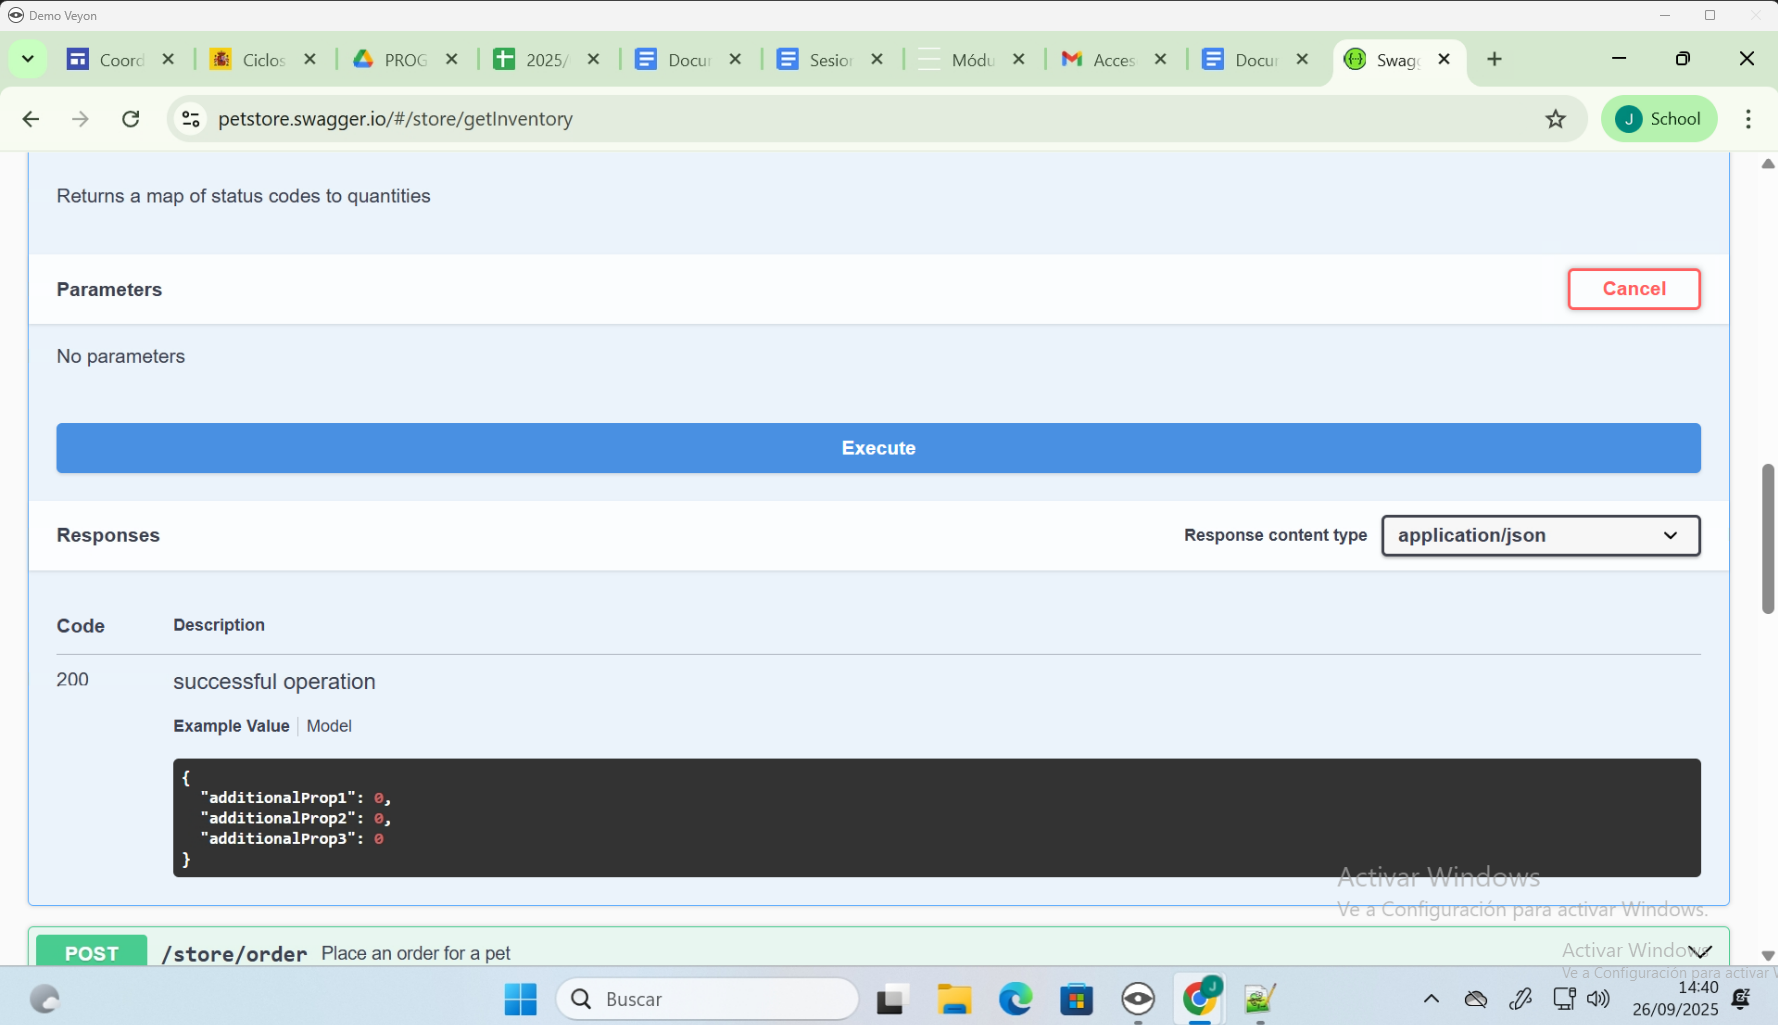 Demo Veyon
Coord
Ciclos
PROG
2025/
Docu
Sesio
Módu
Acces
Docu
Swag
petstore.swagger.io/#/store/getInventory
J School
Returns a map of status codes to quantities
Parameters
Cancel
No parameters
Execute
Responses
Response content type
application/json
Code
Description
200
successful operation
Example Value
Model
{
"additionalProp1": 0,
"additionalProp2": 0,
"additionalProp3": 0
}
Activar Windows
Ve a Configuración para activar Windows.
POST /store/order Place an order for a pet
Activar Windows
Ve a Configuración para activar
Buscar
J
14:40
26/09/2025